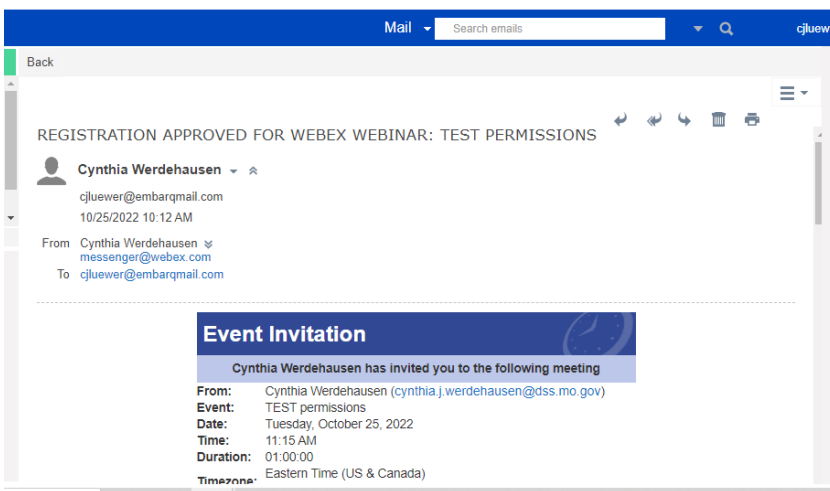 Mail Search emails cjluew
Back
REGISTRATION APPROVED FOR WEBEX WEBINAR: TEST PERMISSIONS
Cynthia Werdehausen
cjluewer@embarqmail.com
10/25/2022 10:12 AM
From Cynthia Werdehausen
messenger@webex.com
To cjluewer@embarqmail.com
Event Invitation
Cynthia Werdehausen has invited you to the following meeting
From: Cynthia Werdehausen (cynthia.j.werdehausen@dss.mo.gov)
Event: TEST permissions
Date: Tuesday, October 25, 2022
Time: 11:15 AM
Duration: 01:00:00
Timezone: Eastern Time (US & Canada)